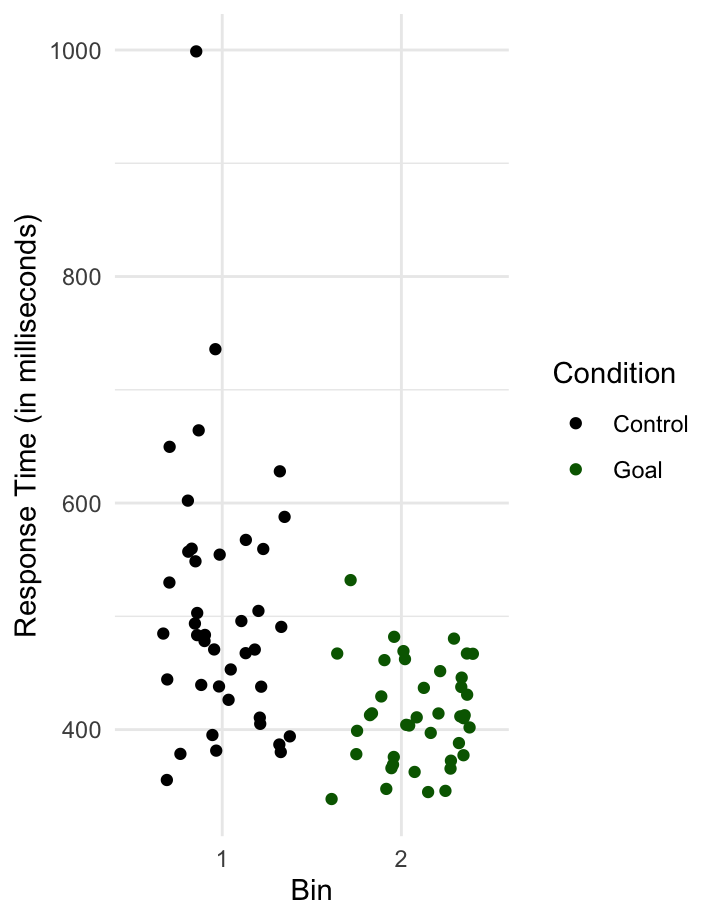 1000
800
600
400
Response Time (in milliseconds)
1
2
Bin
Condition
Control
Goal